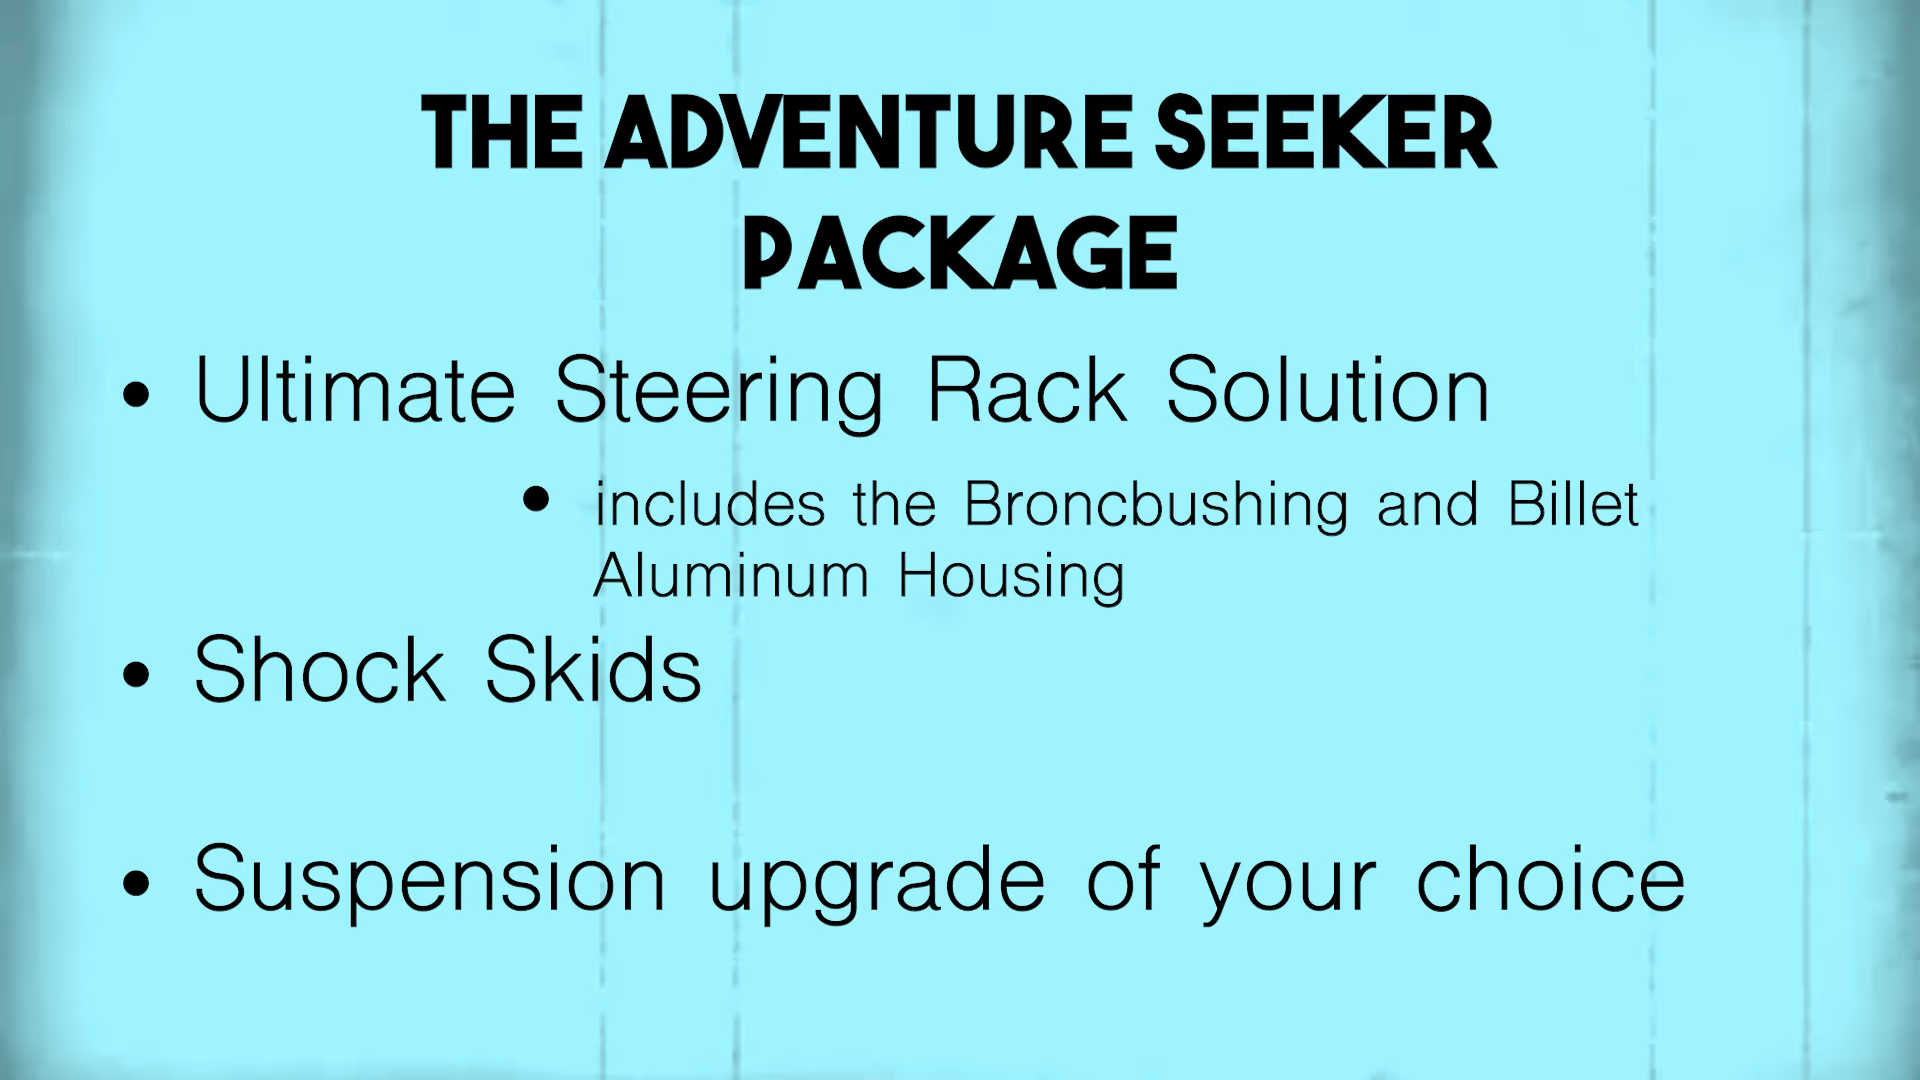 THE ADVENTURE SEEKER
PACKAGE
• Ultimate Steering Rack Solution
• includes the Broncbushing and Billet
Aluminum Housing
• Shock Skids
• Suspension upgrade of your choice